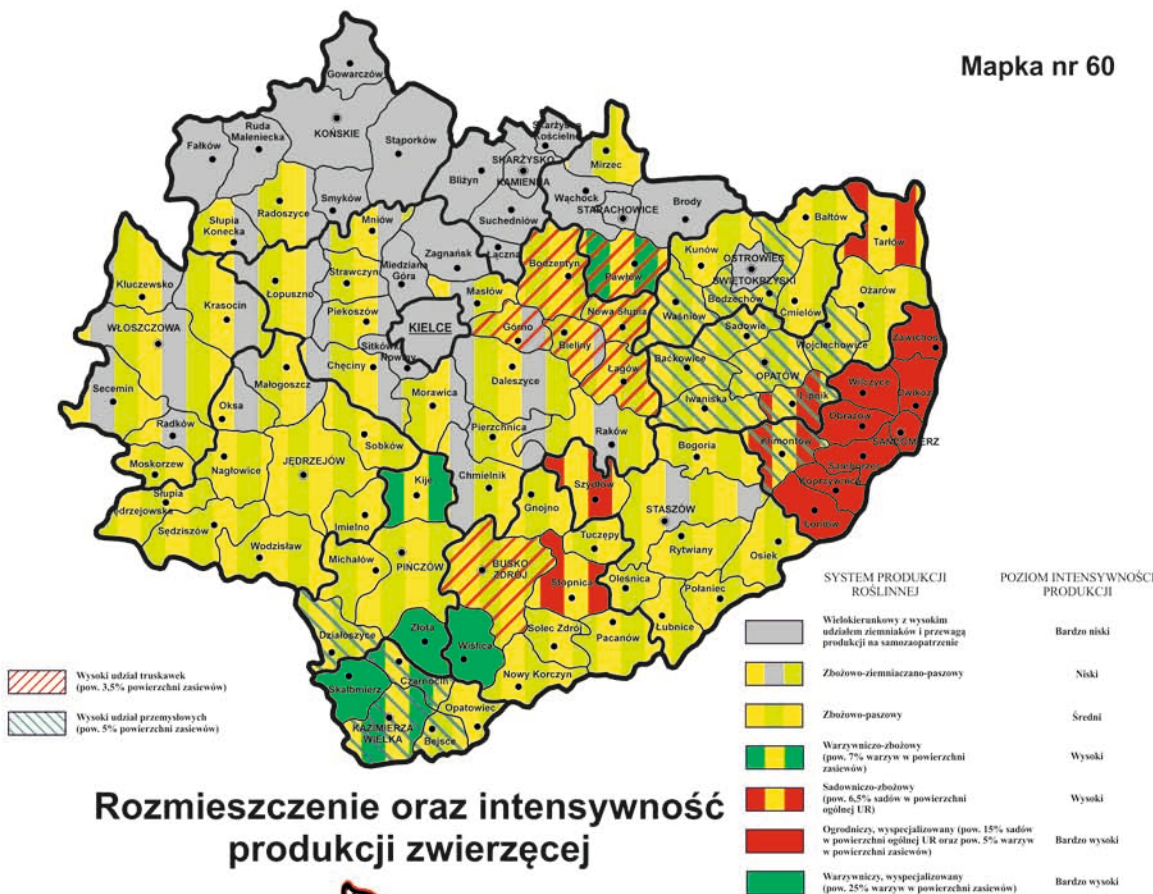 Mapka nr 60
Gowarczów
KOŃSKIE
Ruda
Maleniecka
Fałków
Stąporków
Skarżysko
Kościelne
SKARŻYSKO
KAMIENNA
Bliżyn
Mirzec
Wąchock
STARACHOWICE
Brody
Suchedniów
Smyków
Radoszyce
Słupia
Konecka
Mniów
Zagnańsk
Łączna
Miedziana
Góra
Bodzentyn
Pawłów
Kunów
Bałtów
Tarłów
OSTROWIEC
ŚWIĘTOKRZYSKI
Bodzechów
Ćmielów
Ożarów
Kluczewsko
Krasocin
Łopuszno
Strawczyn
Piekoszów
Masłów
Górno
Nowa Słupia
Waśniów
Sadowie
Wojciechowice
Zawichost
WŁOSZCZOWA
KIELCE
Sitkówka
Nowiny
Chęciny
Bieliny
Łagów
Baćkowice
OPATÓW
Lipnik
Wilczyce
Dwikozy
Secemin
Oksa
Małogoszcz
Morawica
Daleszyce
Iwaniska
Obrazów
SANDOMIERZ
Radków
Sobków
Pierzchnica
Raków
Bogoria
Klimontów
Samborzec
Koprzywnica
Łoniów
Moskorzew
Nagłowice
JĘDRZEJÓW
Kije
Chmielnik
Szydłów
Gnojno
STASZÓW
Słupia
Jędrzejowska
Sędziszów
Imielno
Tuczępy
Rytwiany
Osiek
Wodzisław
Michałów
PIŃCZÓW
BUSKO
ZDRÓJ
Stopnica
Oleśnica
Połaniec
Łubnice
Działoszyce
Złota
Wiślica
Solec Zdrój
Pacanów
Skalbmierz
Czarnocin
Nowy Korczyn
Opatowiec
KAZIMIERZA
WIELKA
Bejsce
Wysoki udział truskawek
(pow. 3,5% powierzchni zasiewów)
Wysoki udział przemysłowych
(pow. 5% powierzchni zasiewów)
SYSTEM PRODUKCJI
ROŚLINNEJ
POZIOM INTENSYWNOŚCI
PRODUKCJI
Wielokierunkowy z wysokim
udziałem ziemniaków i przewagą
produkcji na samozaopatrzenie
Bardzo niski
Zbożowo-ziemniaczano-paszowy
Niski
Zbożowo-paszowy
Średni
Warzywniczo-zbożowy
(pow. 7% warzyw w powierzchni
zasiewów)
Wysoki
Sadowniczo-zbożowy
(pow. 6,5% sadów w powierzchni
ogólnej UR)
Wysoki
Ogrodniczy, wyspecjalizowany (pow. 15% sadów
w powierzchni ogólnej UR oraz pow. 5% warzyw
w powierzchni zasiewów)
Bardzo wysoki
Warzywniczy, wyspecjalizowany
(pow. 25% warzyw w powierzchni zasiewów)
Bardzo wysoki
Rozmieszczenie oraz intensywność
produkcji zwierzęcej